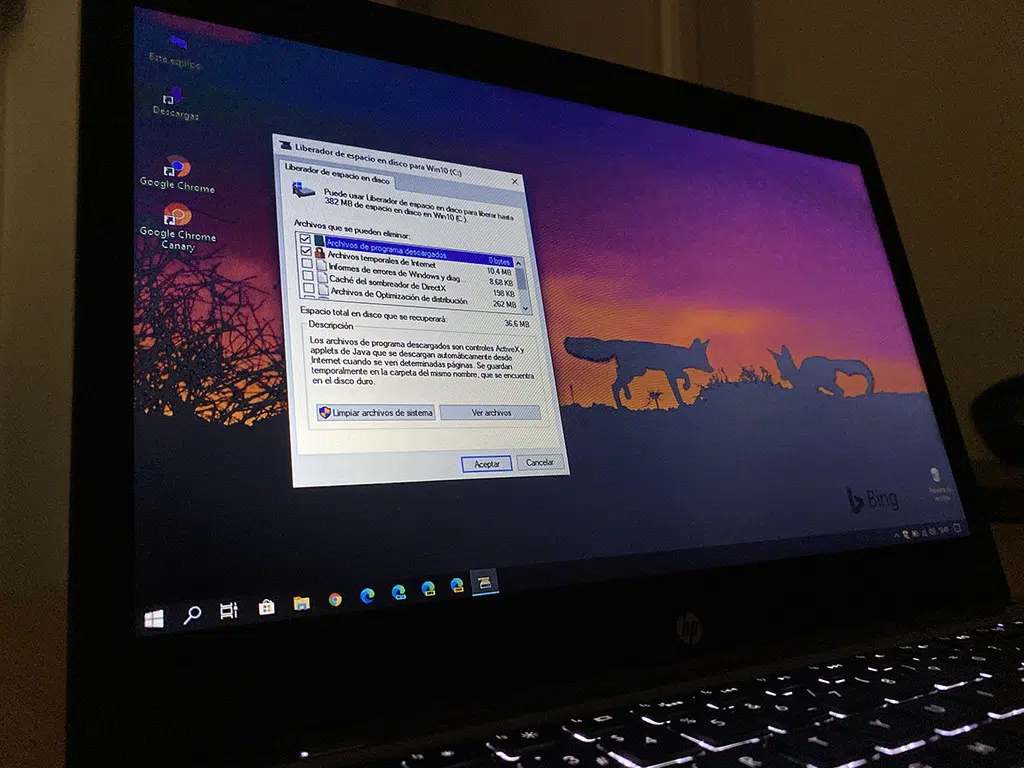 Este equipo
Descargas
Google Chrome
Google Chrome
Canary
Liberador de espacio en disco para Win10 (C:)
Liberador de espacio en disco
Puede usar Liberador de espacio en disco para liberar hasta
382 MB de espacio en disco en Win10 (C:).
Archivos que se pueden eliminar:
Archivos de programa descargados 0 bytes
Archivos temporales de Internet 10,4 MB
Informes de errores de Windows y diag... 8,68 KB
Caché del sombreador de DirectX 198 KB
Archivos de Optimización de distribución 262 MB
Espacio total en disco que se recuperará: 36,6 MB
Descripción
Los archivos de programa descargados son controles ActiveX y
applets de Java que se descargan automáticamente desde
Internet cuando se ven determinadas páginas. Se guardan
temporalmente en la carpeta del mismo nombre, que se encuentra
en el disco duro.
Limpiar archivos de sistema
Ver archivos
Aceptar
Cancelar
Bing
hp